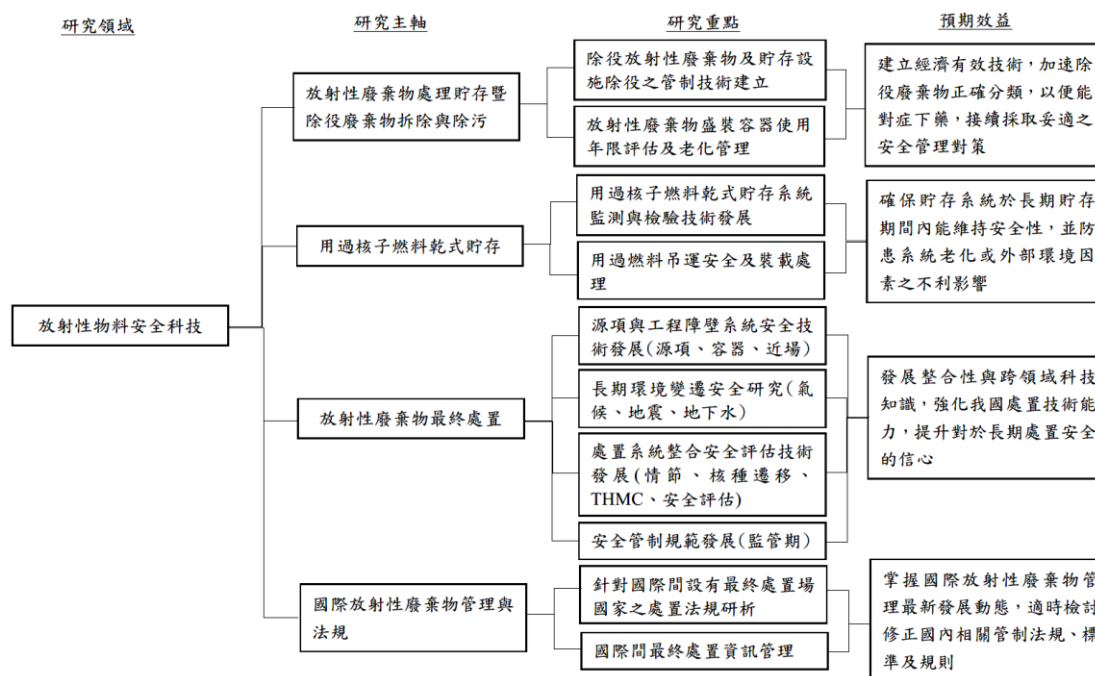 研究領域
研究主軸
研究重點
預期效益
放射性物料安全科技
放射性廢棄物處理貯存暨
除役廢棄物拆除與除污
除役放射性廢棄物及貯存設
施除役之管制技術建立
放射性廢棄物盛裝容器使用
年限評估及老化管理
建立經濟有效技術，加速除
役廢棄物正確分類，以便能
對症下藥，接續採取妥適之
安全管理對策
用過核子燃料乾式貯存
用過核子燃料乾式貯存系統
監測與檢驗技術發展
用過燃料吊運安全及裝載處
理
確保貯存系統於長期貯存
期間內能維持安全性，並防
患系統老化或外部環境因
素之不利影響
放射性廢棄物最終處置
源項與工程障壁系統安全技
術發展(源項、容器、近場)
長期環境變遷安全研究(氣
候、地震、地下水)
處置系統整合安全評估技術
發展(情節、核種遷移、
THMC、安全評估)
安全管制規範發展(監管期)
發展整合性與跨領域科技
知識，強化我國處置技術能
力，提升對於長期處置安全
的信心
國際放射性廢棄物管理與
法規
針對國際間設有最終處置場
國家之處置法規研析
國際間最終處置資訊管理
掌握國際放射性廢棄物管
理最新發展動態，適時檢討
修正國內相關管制法規、標
準及規則